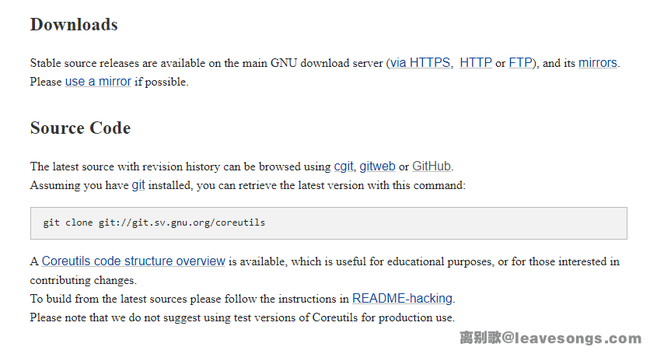 Downloads
Stable source releases are available on the main GNU download server (via HTTPS, HTTP or FTP), and its mirrors.
Please use a mirror if possible.
Source Code
The latest source with revision history can be browsed using cgit, gitweb or GitHub.
Assuming you have git installed, you can retrieve the latest version with this command:
git clone git://git.sv.gnu.org/coreutils
A Coreutils code structure overview is available, which is useful for educational purposes, or for those interested in
contributing changes.
To build from the latest sources please follow the instructions in README-hacking.
Please note that we do not suggest using test versions of Coreutils for production use.
离别歌@leavesongs.com